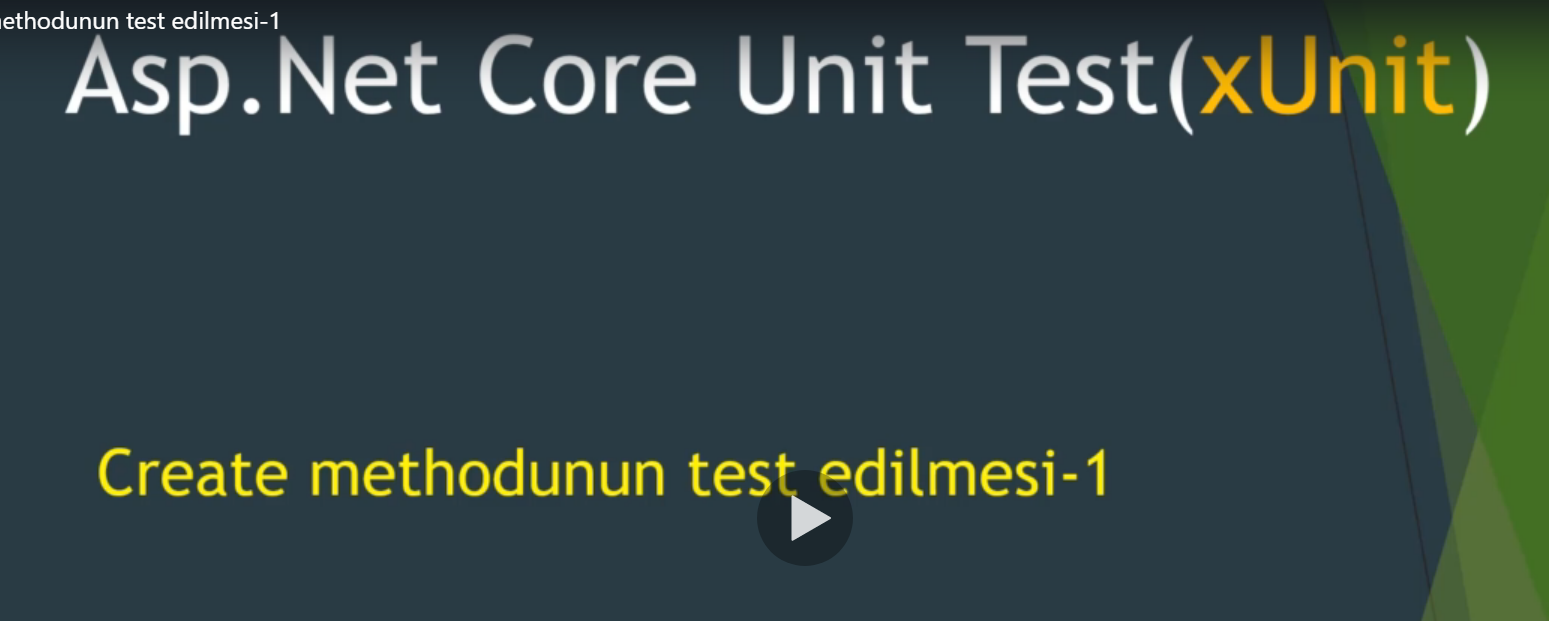 methodunun test edilmesi-1
Asp.Net Core Unit Test(xUnit)
Create methodunun test edilmesi-1